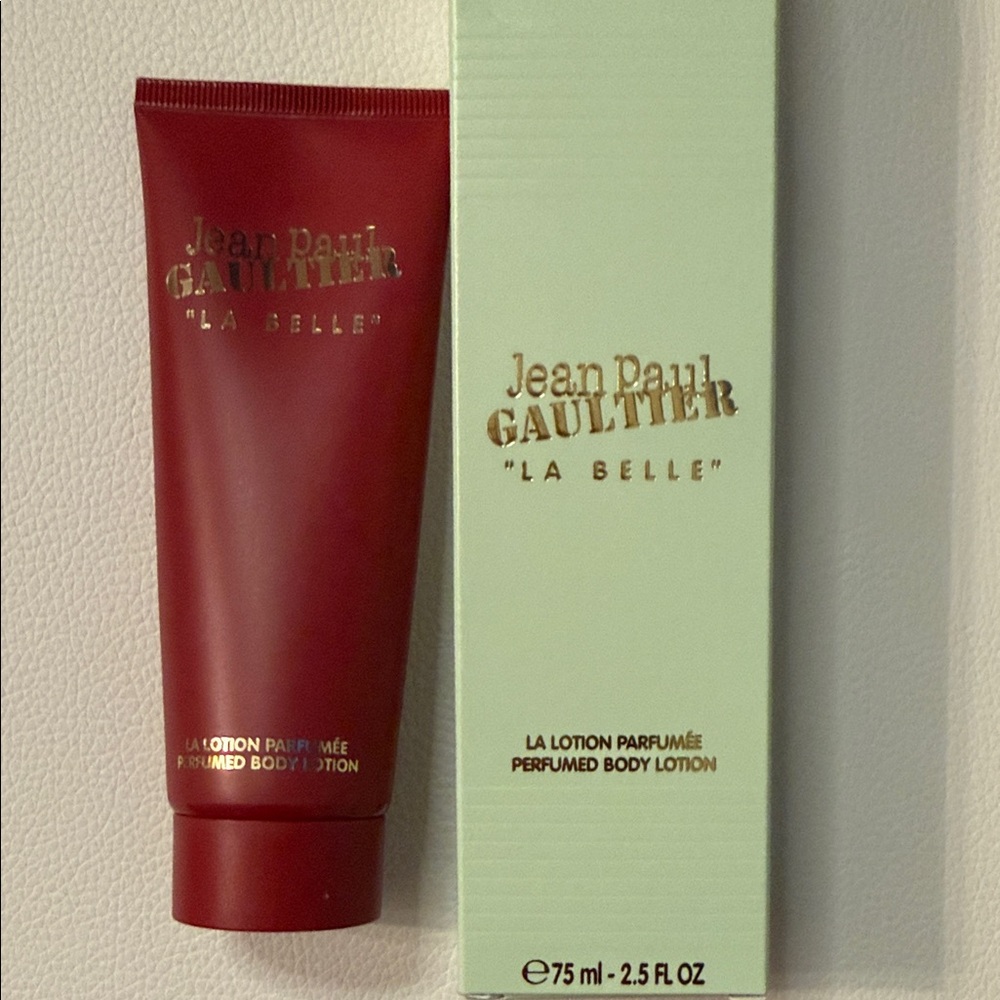 Jean Paul
GAULTIER
"LA BELLE"
LA LOTION PARFUMÉE
PERFUMED BODY LOTION
Jean Paul
GAULTIER
"LA BELLE"
LA LOTION PARFUMÉE
PERFUMED BODY LOTION
℮75 ml - 2.5 FL OZ